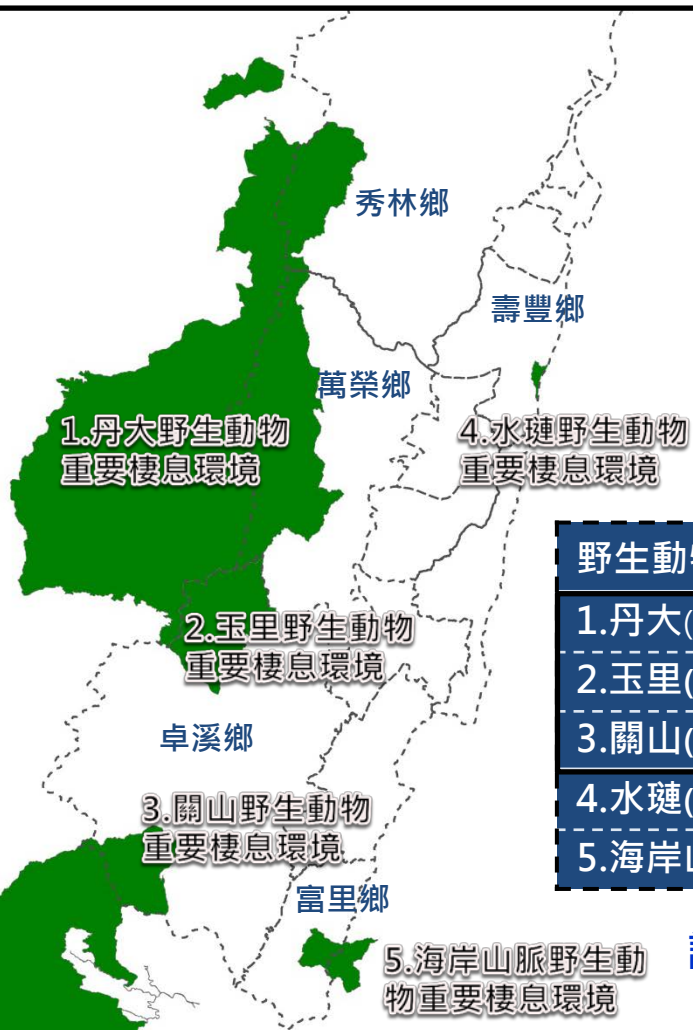 秀林鄉
壽豐鄉
萬榮鄉
1.丹大野生動物
重要棲息環境
4.水璉野生動物
重要棲息環境
野生動
1.丹大(
2.玉里(
3.關山(
4.水璉(
5.海岸
2.玉里野生動物
重要棲息環境
卓溪鄉
3.關山野生動物
重要棲息環境
富里鄉
5.海岸山脈野生動
物重要棲息環境